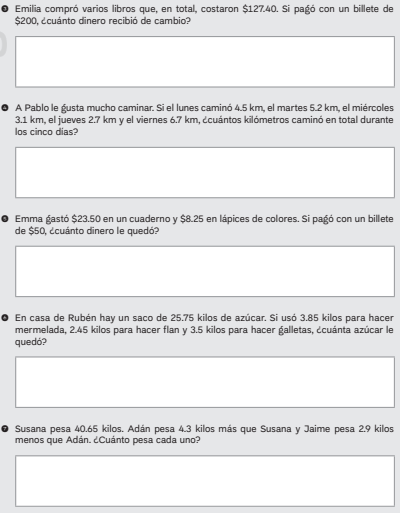 3 Emilia compró varios libros que, en total, costaron $127.40. Si pagó con un billete de
$200, ¿cuánto dinero recibió de cambio?
4 A Pablo le gusta mucho caminar. Si el lunes caminó 4.5 km, el martes 5.2 km, el miércoles
3.1 km, el jueves 2.7 km y el viernes 6.7 km, ¿cuántos kilómetros caminó en total durante
los cinco días?
5 Emma gastó $23.50 en un cuaderno y $8.25 en lápices de colores. Si pagó con un billete
de $50, ¿cuánto dinero le quedó?
6 En casa de Rubén hay un saco de 25.75 kilos de azúcar. Si usó 3.85 kilos para hacer
mermelada, 2.45 kilos para hacer flan y 3.5 kilos para hacer galletas, ¿cuánta azúcar le
quedó?
7 Susana pesa 40.65 kilos. Adán pesa 4.3 kilos más que Susana y Jaime pesa 2.9 kilos
menos que Adán. ¿Cuánto pesa cada uno?